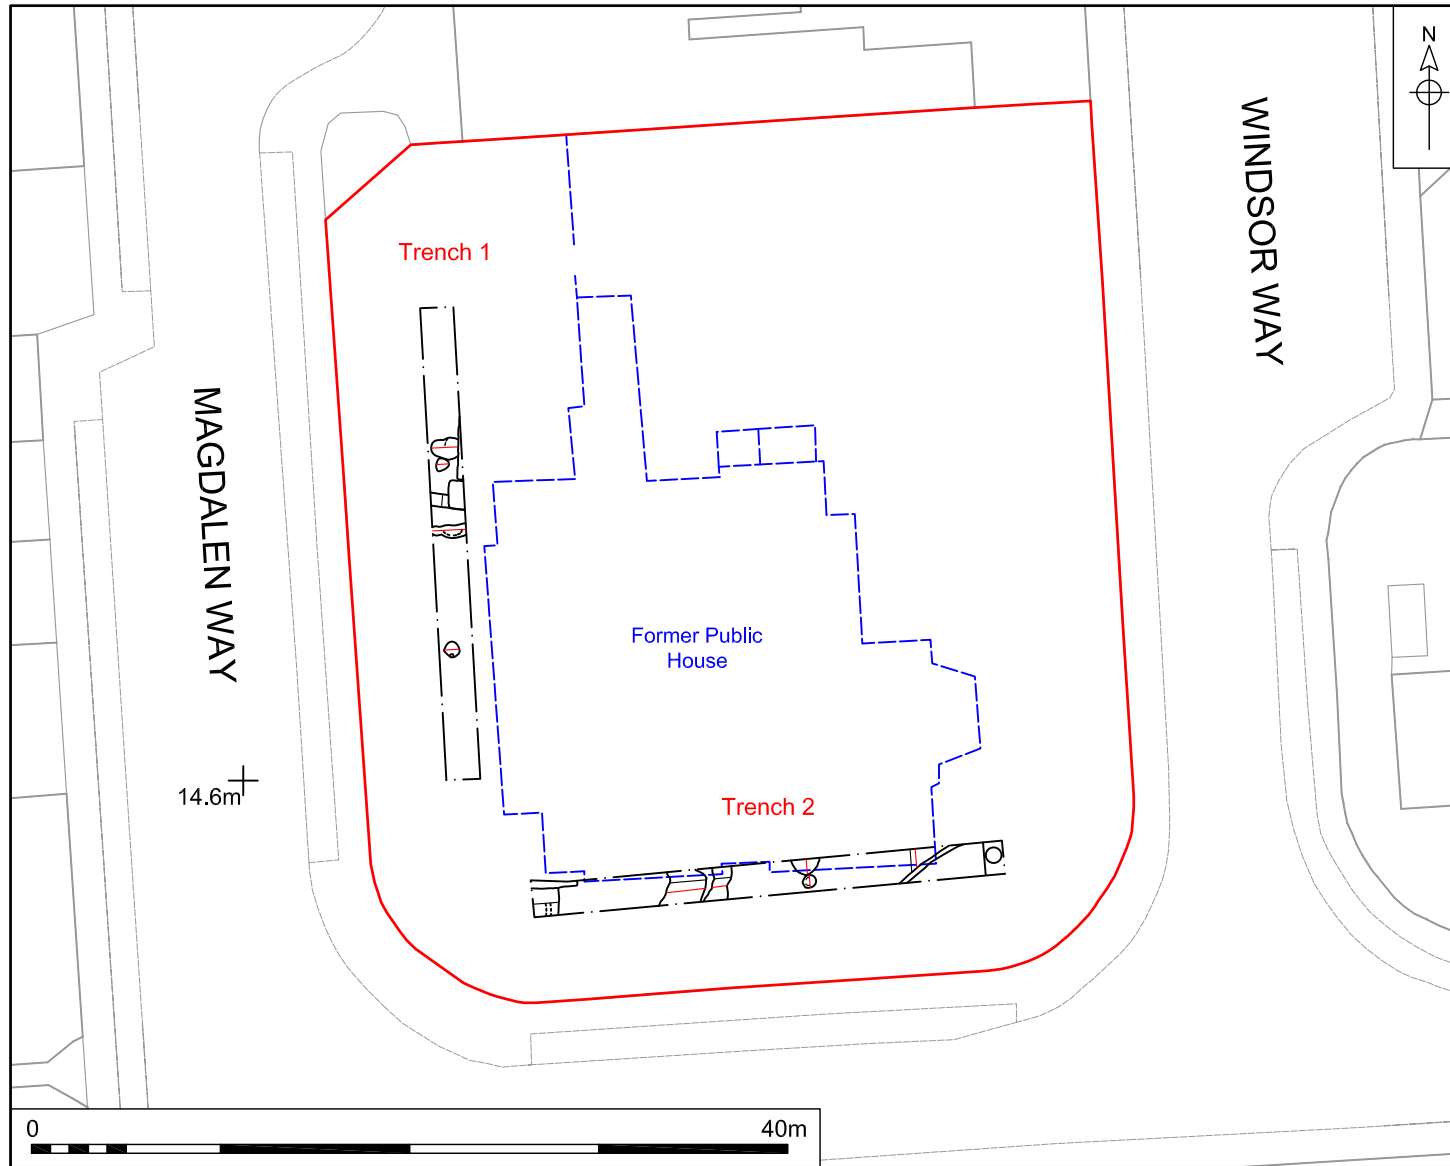 N
WINDSOR WAY
Trench 1
MAGDALEN WAY
Former Public
House
14.6m
Trench 2
0
40m